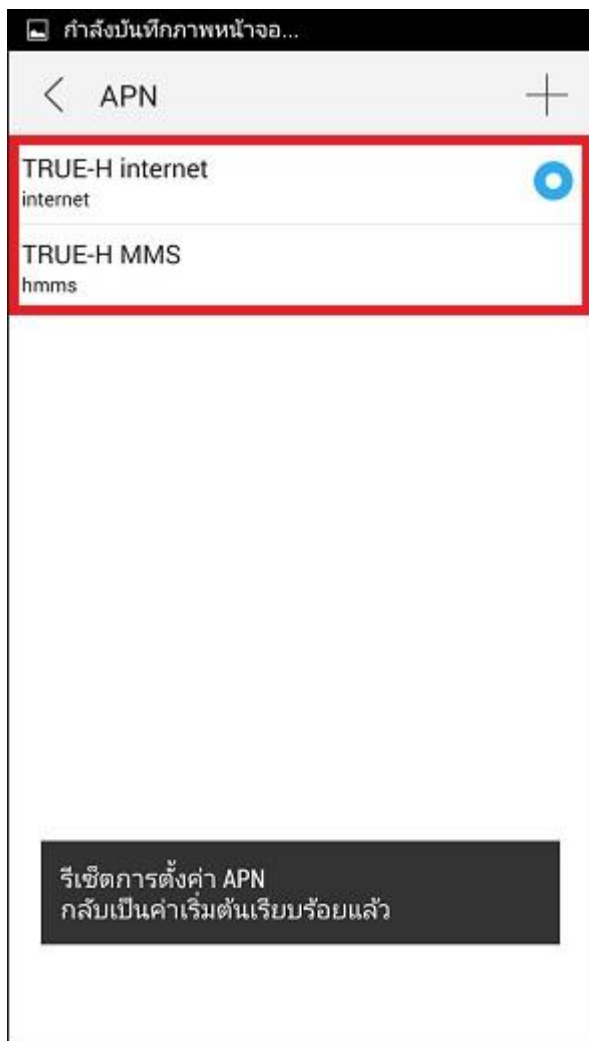 กำลังบันทึกภาพหน้าจอ...
APN
TRUE-H internet
internet
TRUE-H MMS
hmms
รีเซ็ตการตั้งค่า APN
กลับเป็นค่าเริ่มต้นเรียบร้อยแล้ว